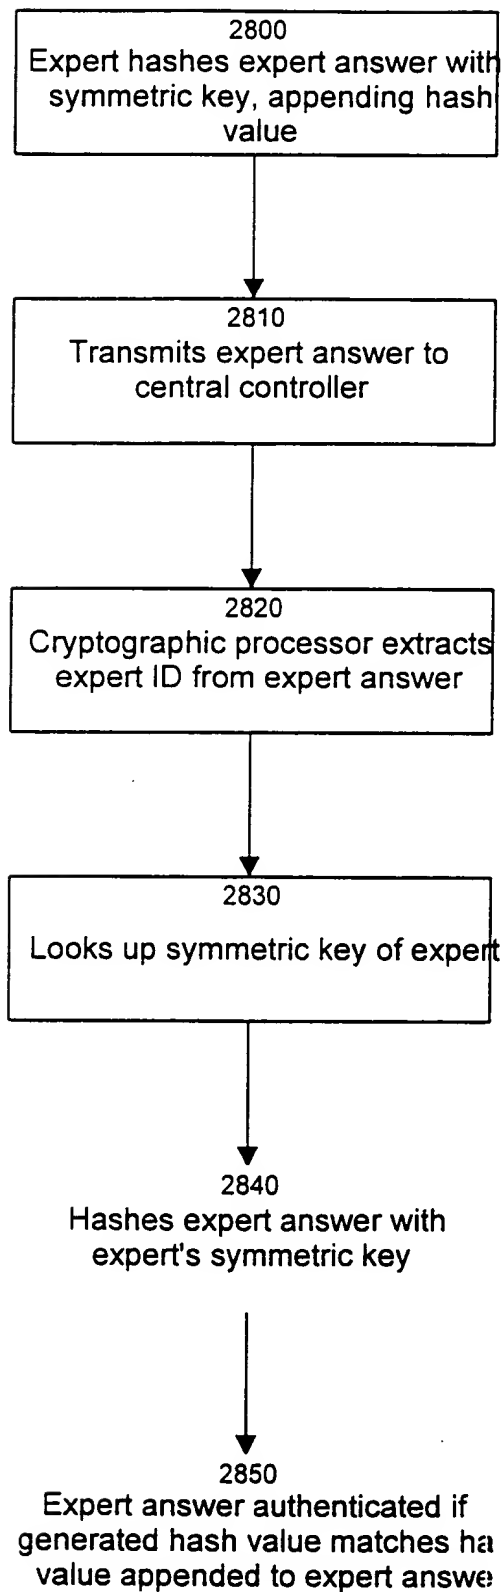 2800
Expert hashes expert answer with
symmetric key, appending hash
value
2810
Transmits expert answer to
central controller
2820
Cryptographic processor extracts
expert ID from expert answer
2830
Looks up symmetric key of expert
2840
Hashes expert answer with
expert's symmetric key
2850
Expert answer authenticated if
generated hash value matches ha
value appended to expert answe